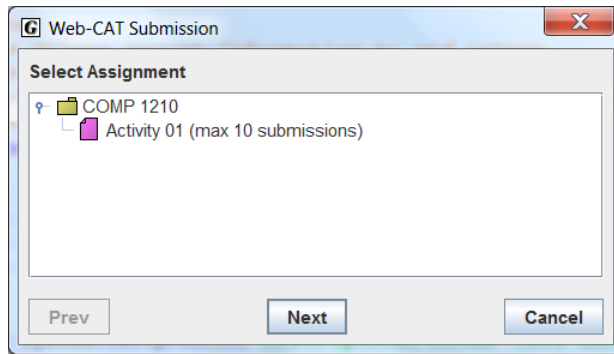 G Web-CAT Submission X
Select Assignment
COMP 1210
Activity 01 (max 10 submissions)
Prev Next Cancel